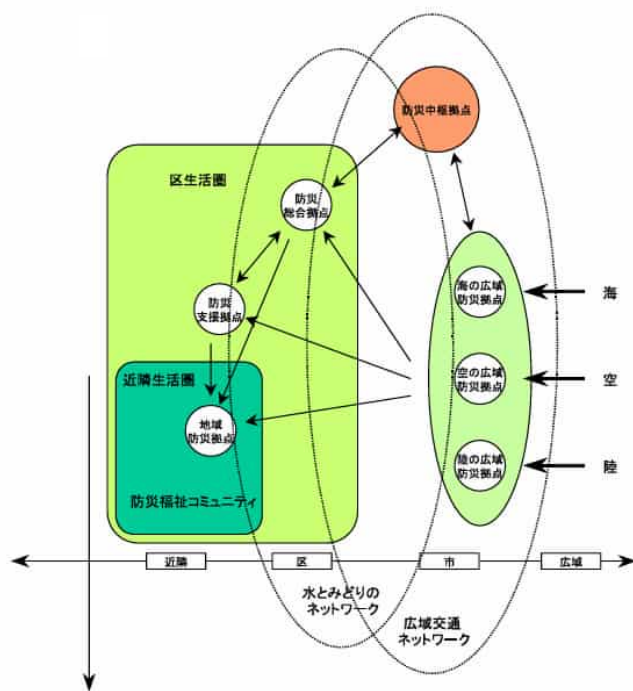 防災中枢拠点
区生活圏
防災
総合拠点
防災
支援拠点
海の広域
防災拠点
海
近隣生活圏
空の広域
防災拠点
空
地域
防災拠点
陸の広域
防災拠点
陸
防災福祉コミュニティ
近隣
区
市
広域
水とみどりの
ネットワーク
広域交通
ネットワーク